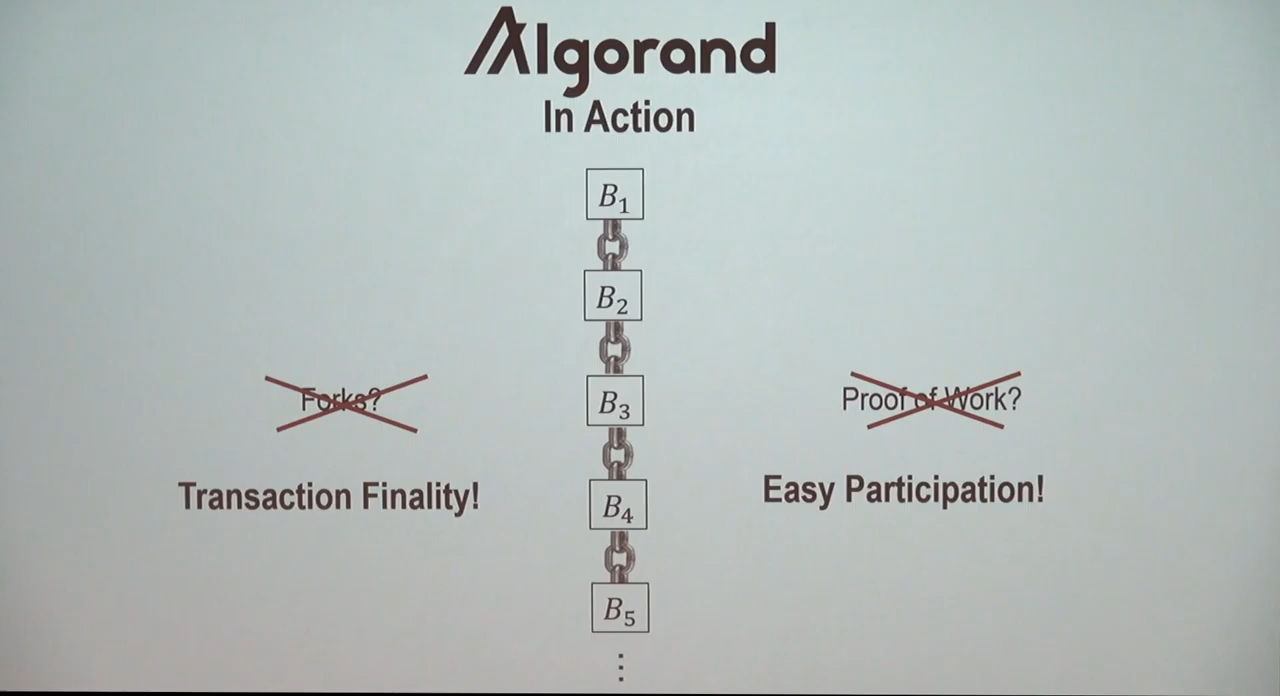 Algorand
In Action
B₁
B₂
Forks?
B₃
Proof of Work?
Transaction Finality!
B₄
Easy Participation!
B₅
⋮